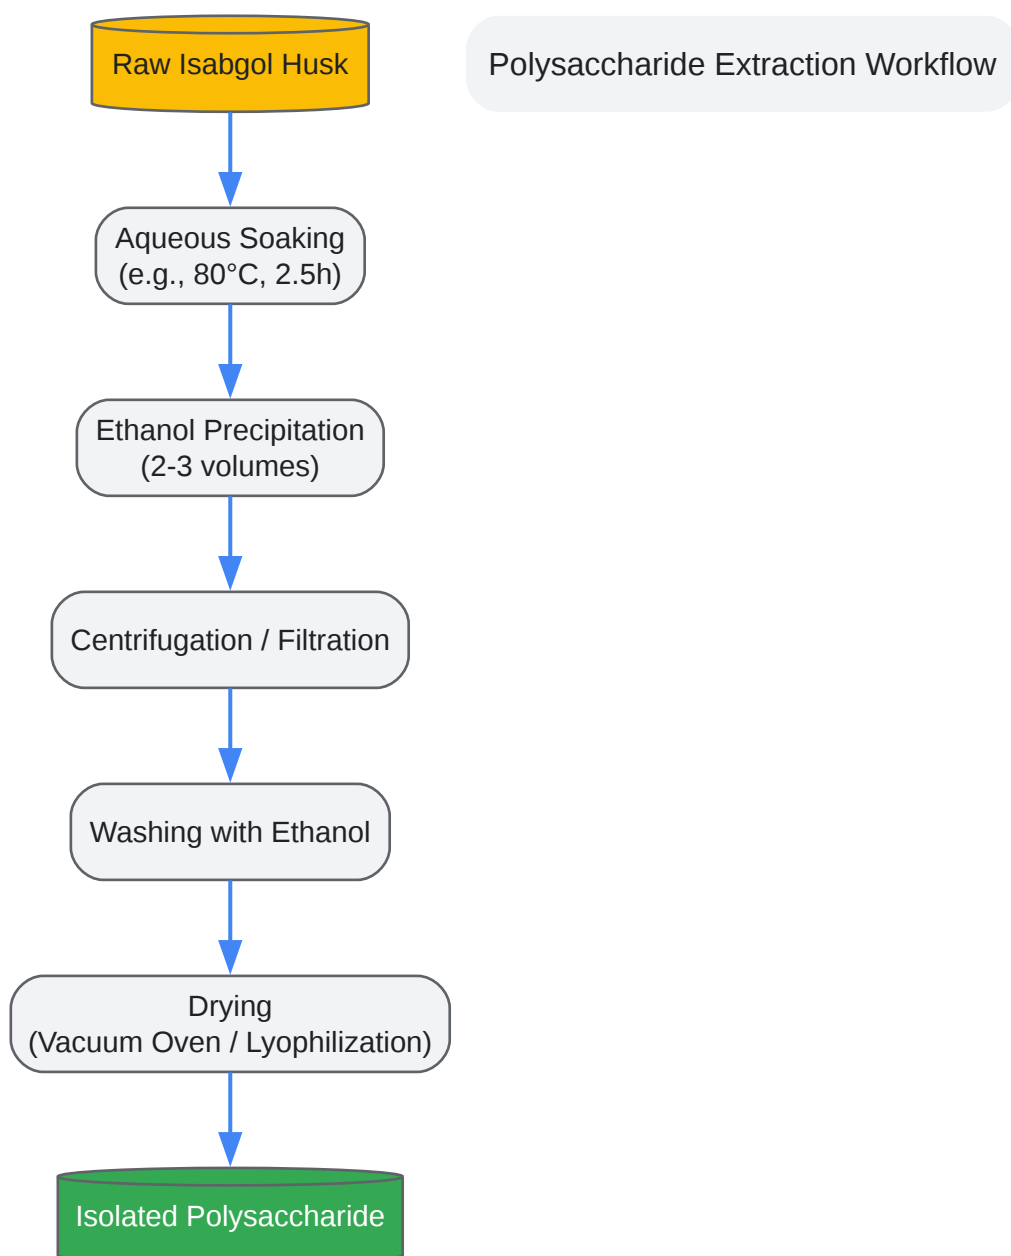 Raw Isabgol Husk
Polysaccharide Extraction Workflow
Aqueous Soaking
(e.g., 80°C, 2.5h)
Ethanol Precipitation
(2-3 volumes)
Centrifugation / Filtration
Washing with Ethanol
Drying
(Vacuum Oven / Lyophilization)
Isolated Polysaccharide